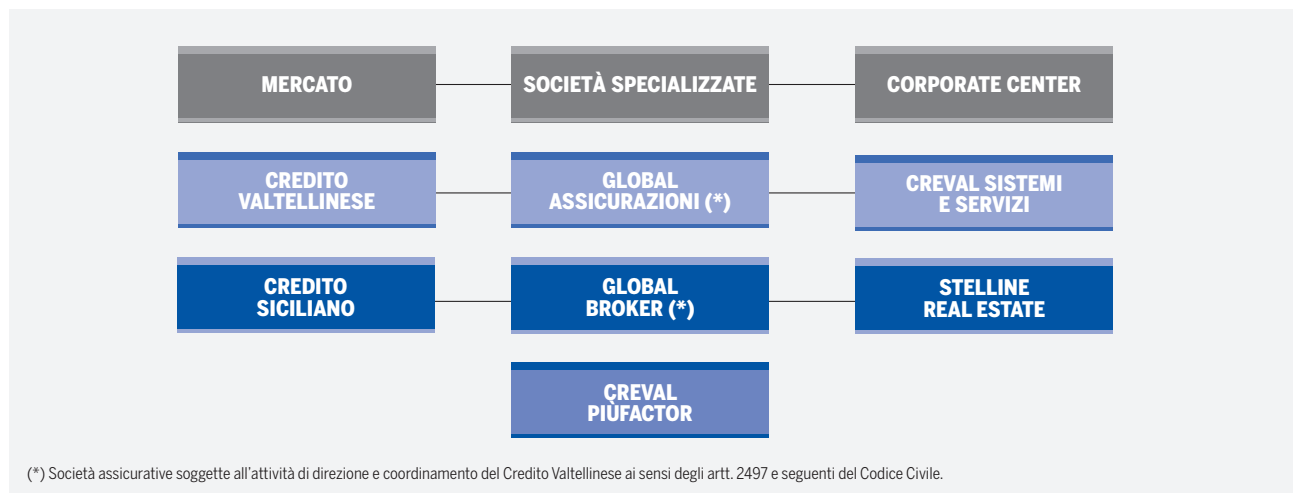 MERCATO
SOCIETÀ SPECIALIZZATE
CORPORATE CENTER
CREDITO
VALTELLINESE
GLOBAL
ASSICURAZIONI (*)
CREVAL SISTEMI
E SERVIZI
CREDITO
SICILIANO
GLOBAL
BROKER (*)
STELLINE
REAL ESTATE
CREVAL
PIÙFACTOR
(*) Società assicurative soggette all'attività di direzione e coordinamento del Credito Valtellinese ai sensi degli artt. 2497 e seguenti del Codice Civile.